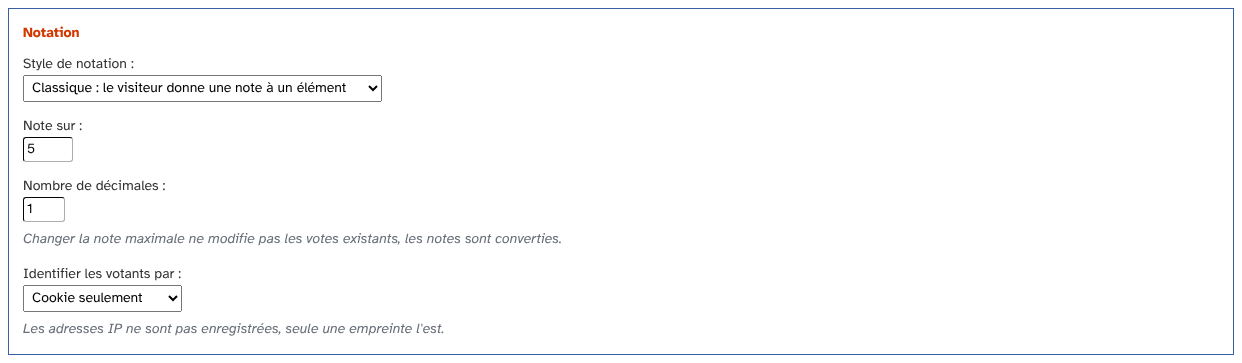 Notation
Style de notation :
Classique : le visiteur donne une note à un élément
Note sur :
5
Nombre de décimales :
1
Changer la note maximale ne modifie pas les votes existants, les notes sont converties.
Identifier les votants par :
Cookie seulement
Les adresses IP ne sont pas enregistrées, seule une empreinte l'est.